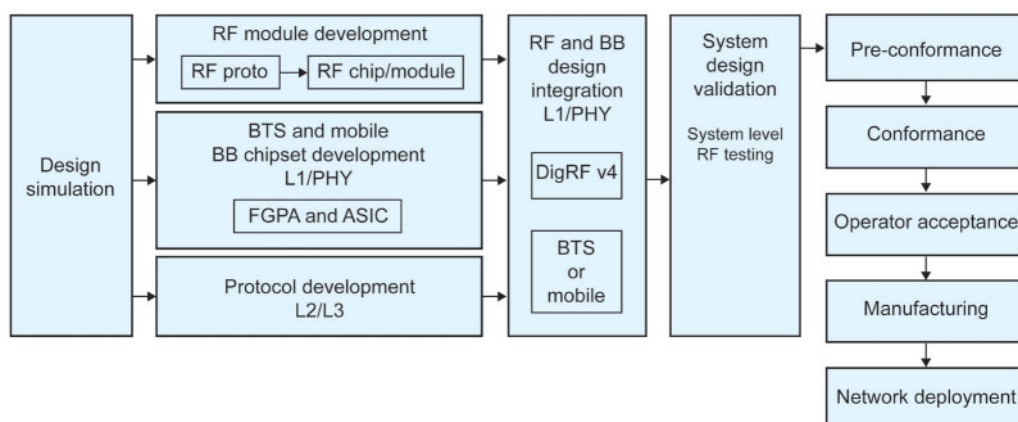 Design
simulation
RF module development
RF proto
RF chip/module
BTS and mobile
BB chipset development
L1/PHY
FGPA and ASIC
Protocol development
L2/L3
RF and BB
design
integration
L1/PHY
DigRF v4
BTS
or
mobile
System
design
validation
System level
RF testing
Pre-conformance
Conformance
Operator acceptance
Manufacturing
Network deployment